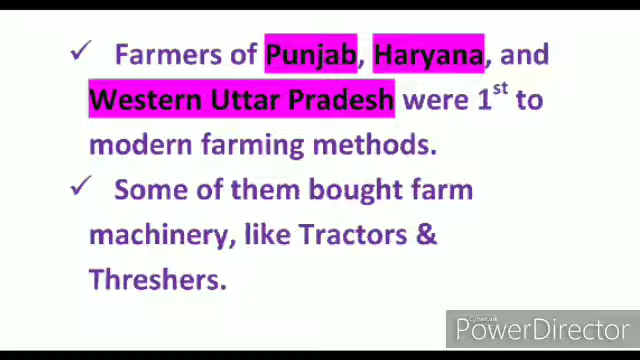 ✓ Farmers of Punjab, Haryana, and
Western Uttar Pradesh were 1st to
modern farming methods.
✓ Some of them bought farm
machinery, like Tractors &
Threshers.
CyberLink
PowerDirector